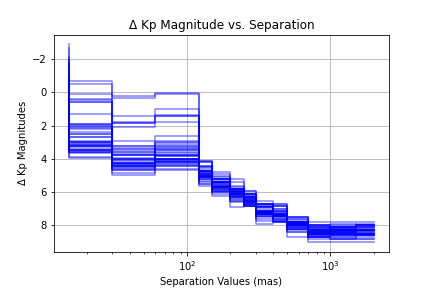 Δ Kp Magnitude vs. Separation
Δ Kp Magnitudes
−2
0
2
4
6
8
10²
10³
Separation Values (mas)